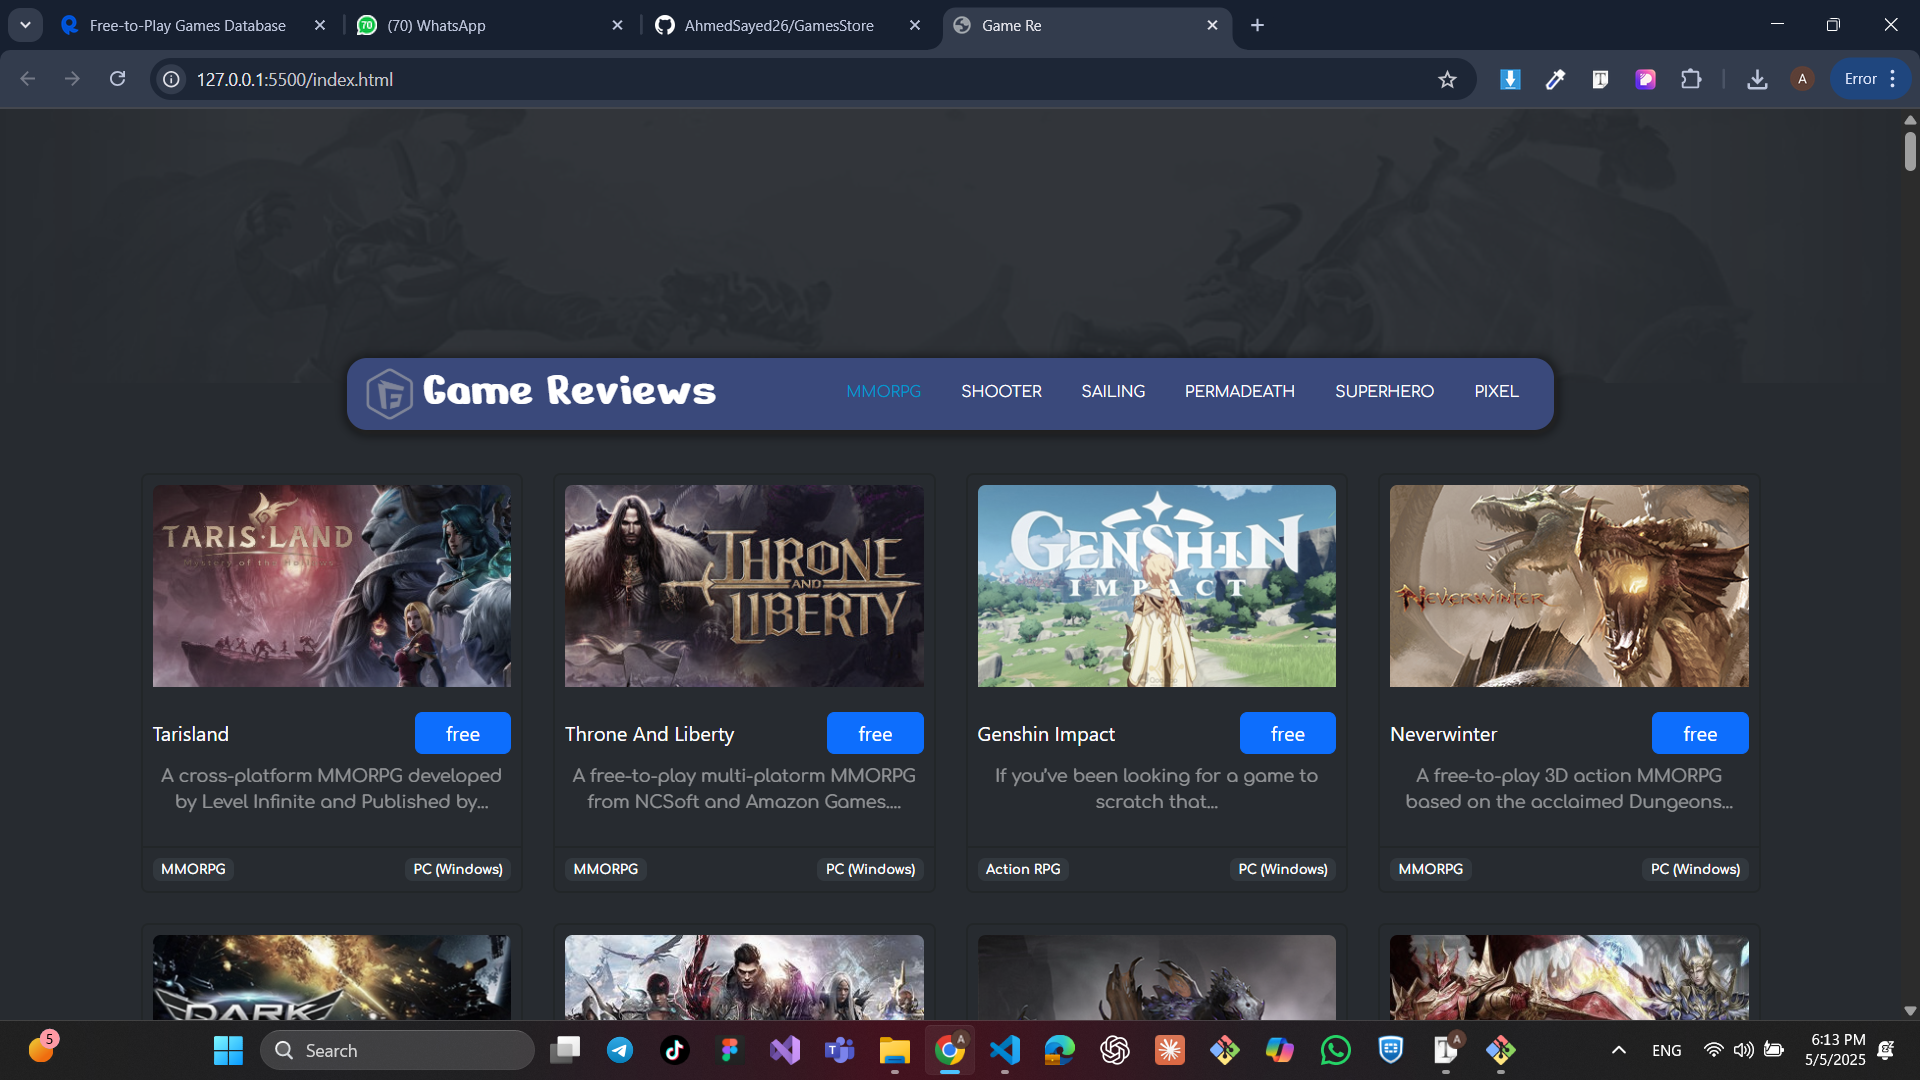 Free-to-Play Games Database
(70) WhatsApp
AhmedSayed26/GamesStore
Game Re
127.0.0.1:5500/index.html
A
Error
Game Reviews
MMORPG
SHOOTER
SAILING
PERMADEATH
SUPERHERO
PIXEL
TARISLAND
THRONE
AND
LIBERTY
GENSHIN
IMPACT
NEVERWINTER
Tarisland
free
A cross-platform MMORPG developed
by Level Infinite and Published by...
MMORPG
PC (Windows)
Throne And Liberty
free
A free-to-play multi-platorm MMORPG
from NCSoft and Amazon Games....
MMORPG
PC (Windows)
Genshin Impact
free
If you've been looking for a game to
scratch that...
Action RPG
PC (Windows)
Neverwinter
free
A free-to-play 3D action MMORPG
based on the acclaimed Dungeons...
MMORPG
PC (Windows)
DARK
5
Search
ENG
6:13 PM
5/5/2025